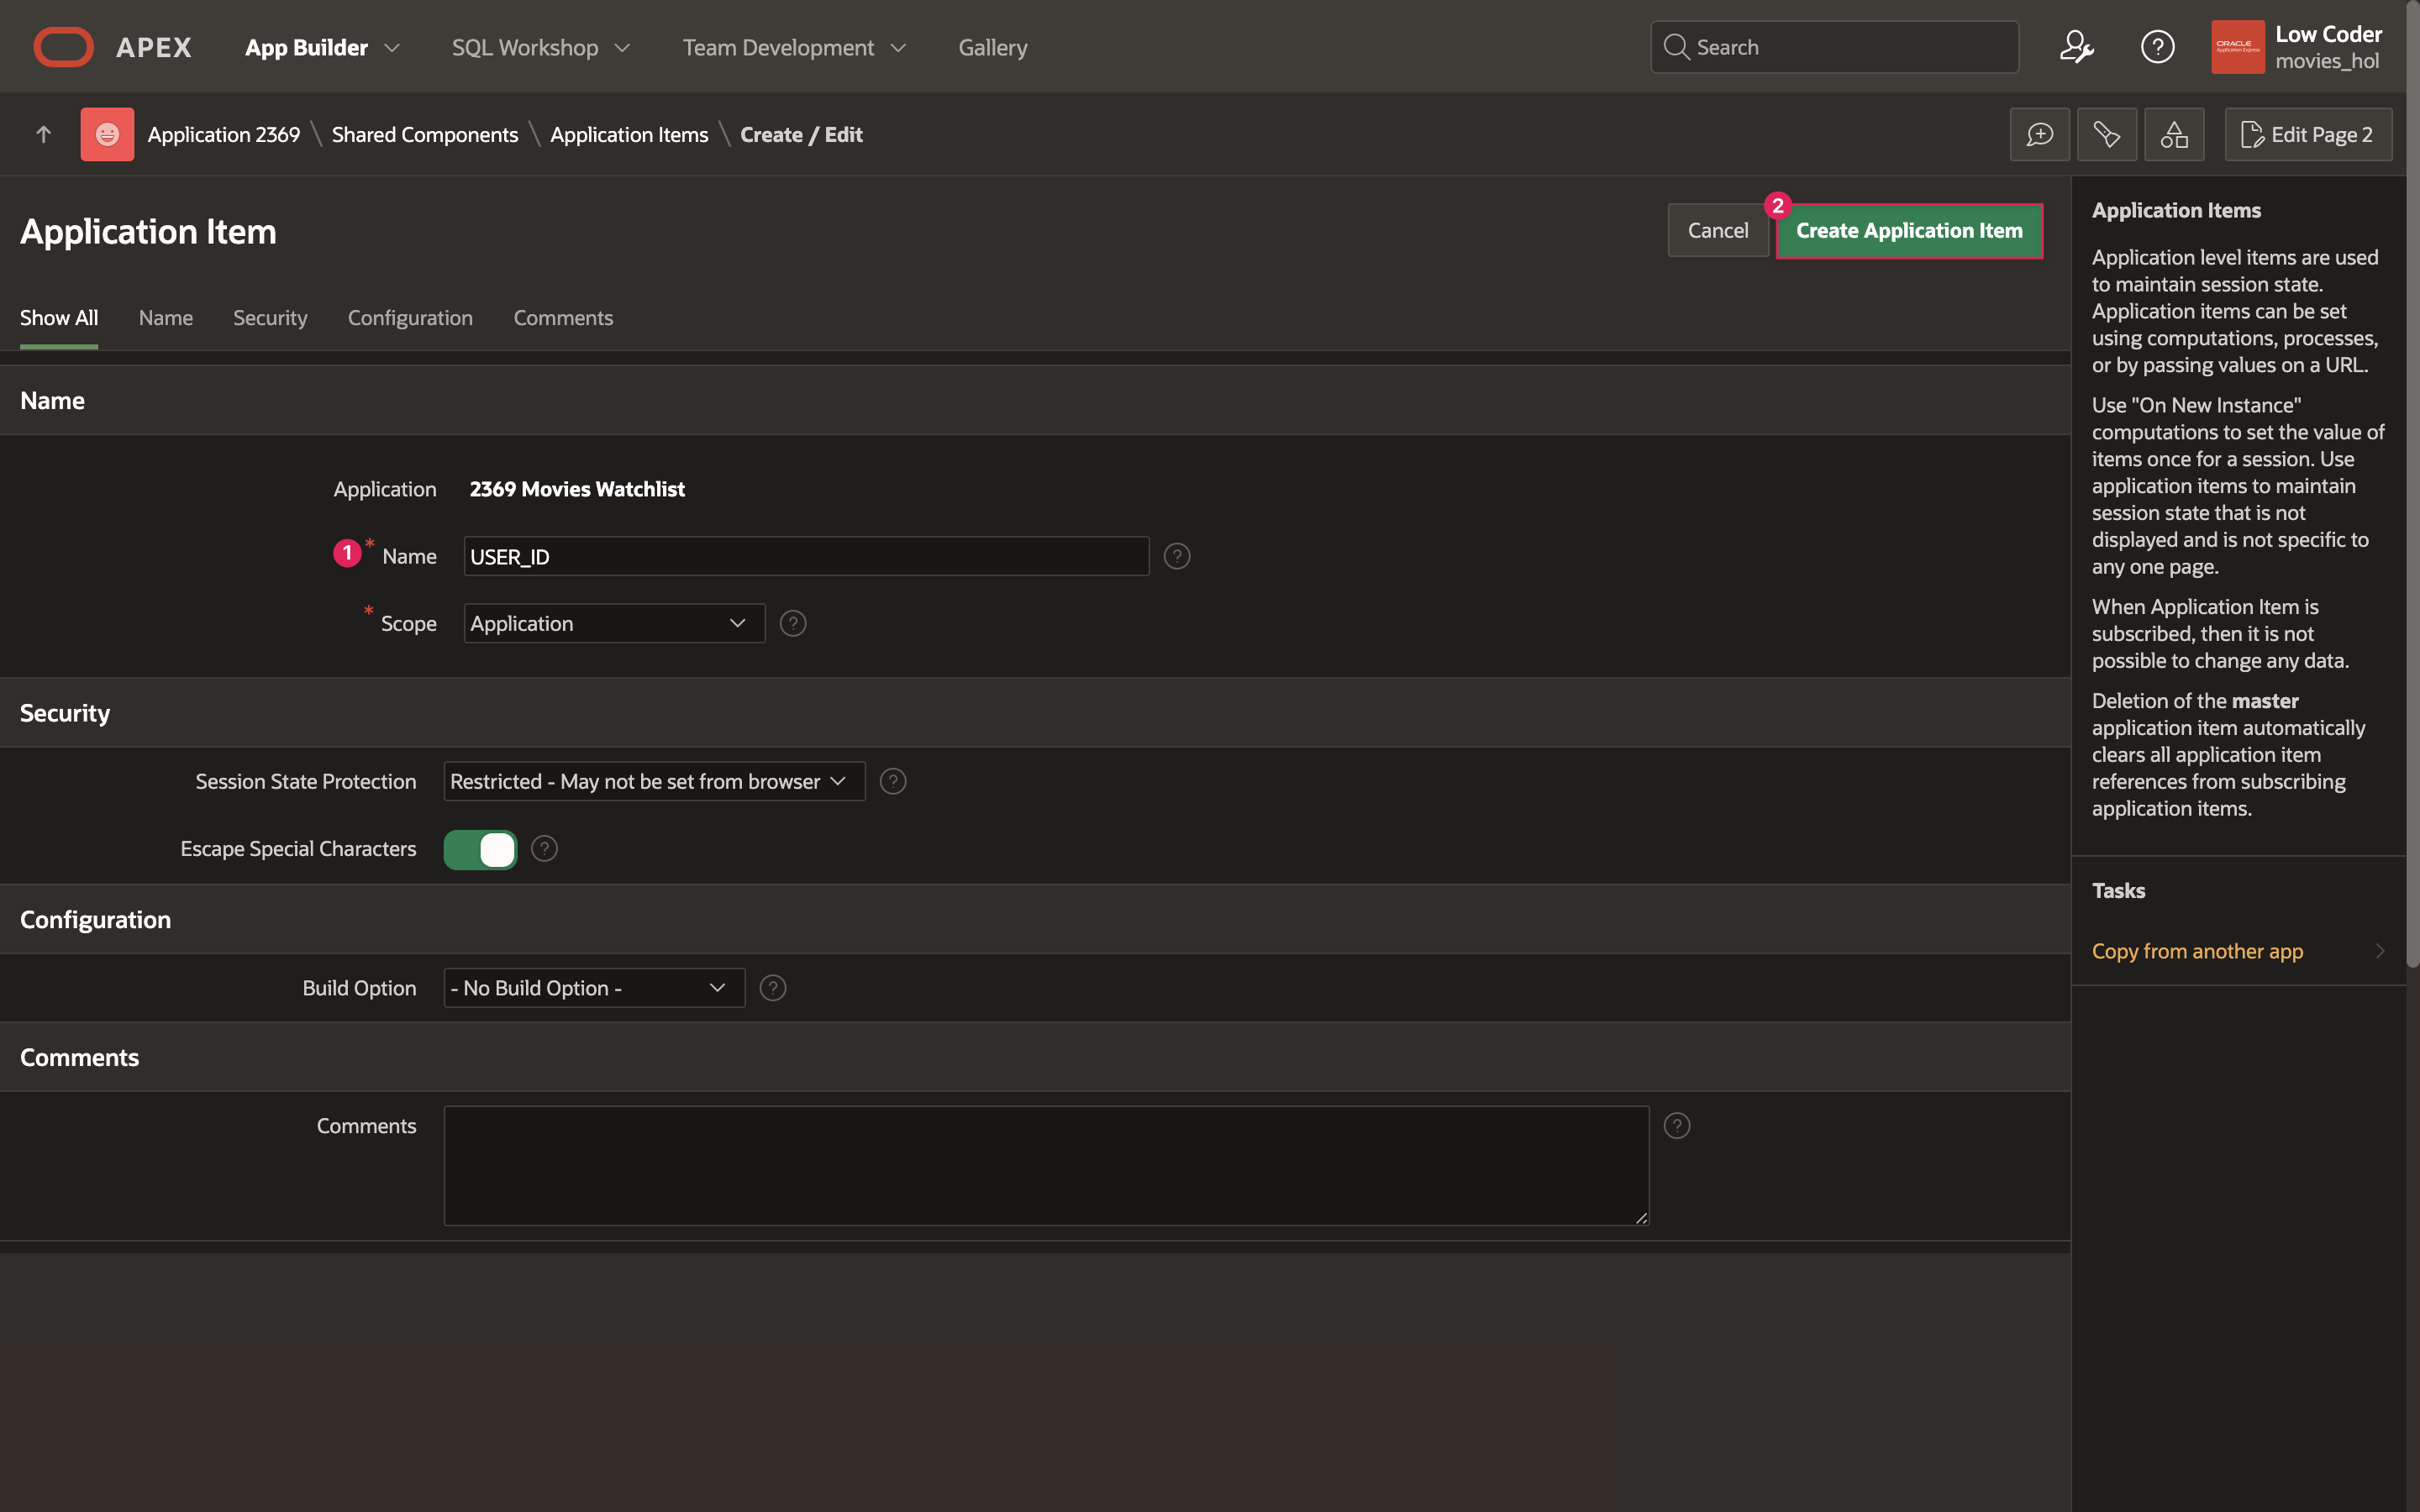 APEX App Builder SQL Workshop Team Development Gallery Search ? Low Coder
ORACLE
Application Express
movies_hol
Application 2369 \ Shared Components \ Application Items \ Create / Edit Edit Page 2
Application Item
Cancel 2 Create Application Item
Show All Name Security Configuration Comments
Name
Application 2369 Movies Watchlist
1 * Name USER_ID ?
* Scope Application ?
Security
Session State Protection Restricted - May not be set from browser ?
Escape Special Characters ?
Configuration
Build Option - No Build Option - ?
Comments
Comments ?
Application Items
Application level items are used
to maintain session state.
Application items can be set
using computations, processes,
or by passing values on a URL.
Use "On New Instance"
computations to set the value of
items once for a session. Use
application items to maintain
session state that is not
displayed and is not specific to
any one page.
When Application Item is
subscribed, then it is not
possible to change any data.
Deletion of the master
application item automatically
clears all application item
references from subscribing
application items.
Tasks
Copy from another app